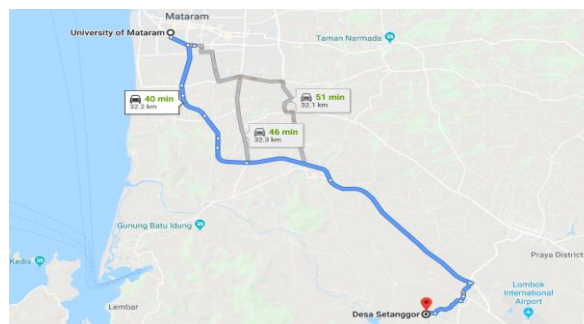 Mataram
University of Mataram
Taman Narmada
40 min
32.2 km
51 min
32.1 km
46 min
32.3 km
Gunung Batu Idung
Praya District
Kedis
Lombok
International
Airport
Lembar
Desa Setanggor